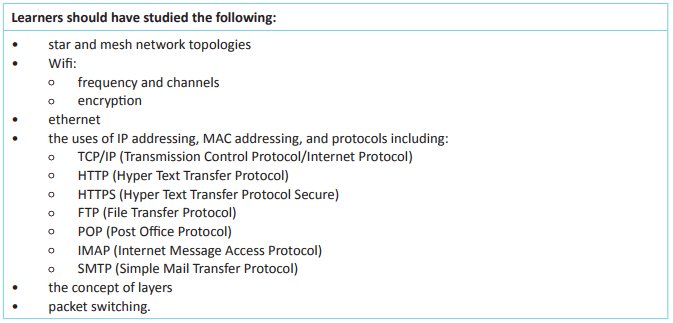 Learners should have studied the following:
• star and mesh network topologies
• Wifi:
o frequency and channels
o encryption
• ethernet
• the uses of IP addressing, MAC addressing, and protocols including:
o TCP/IP (Transmission Control Protocol/Internet Protocol)
o HTTP (Hyper Text Transfer Protocol)
o HTTPS (Hyper Text Transfer Protocol Secure)
o FTP (File Transfer Protocol)
o POP (Post Office Protocol)
o IMAP (Internet Message Access Protocol)
o SMTP (Simple Mail Transfer Protocol)
• the concept of layers
• packet switching.